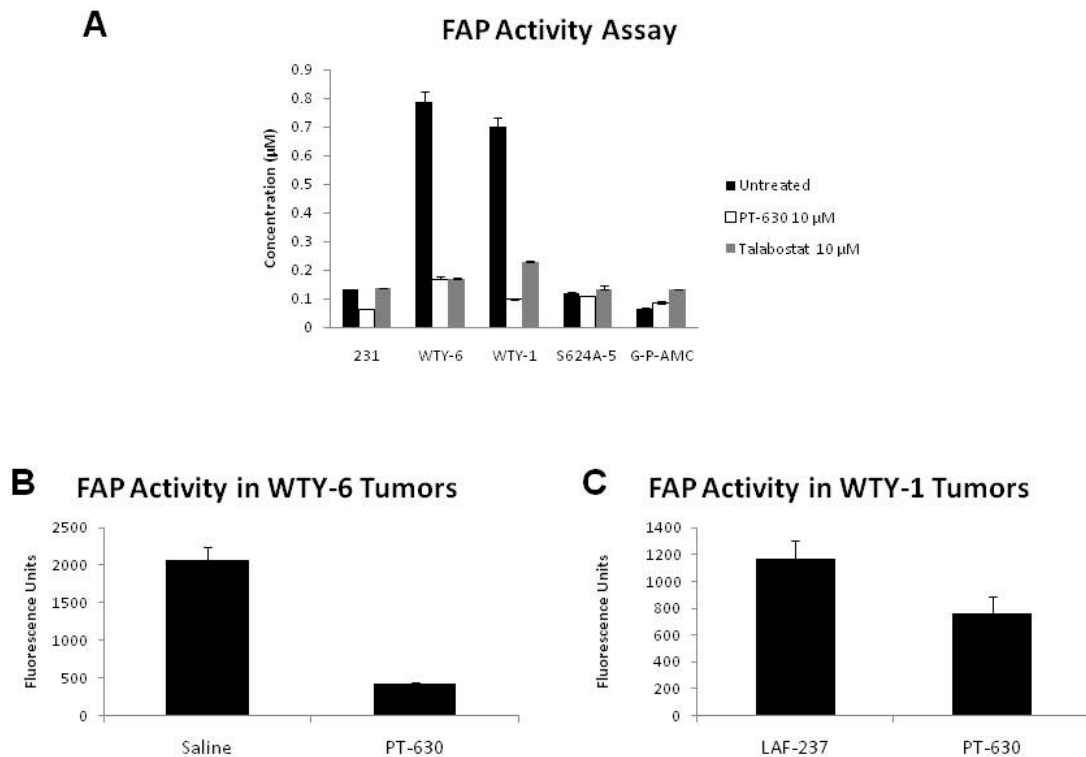 A
FAP Activity Assay
Concentration (µM)
0.9
0.8
0.7
0.6
0.5
0.4
0.3
0.2
0.1
0
231
WTY-6
WTY-1
S624A-5
G-P-AMC
Untreated
PT-630 10 µM
Talabostat 10 µM
B
FAP Activity in WTY-6 Tumors
Fluorescence Units
2500
2000
1500
1000
500
0
Saline
PT-630
C
FAP Activity in WTY-1 Tumors
Fluorescence Units
1400
1200
1000
800
600
400
200
0
LAF-237
PT-630